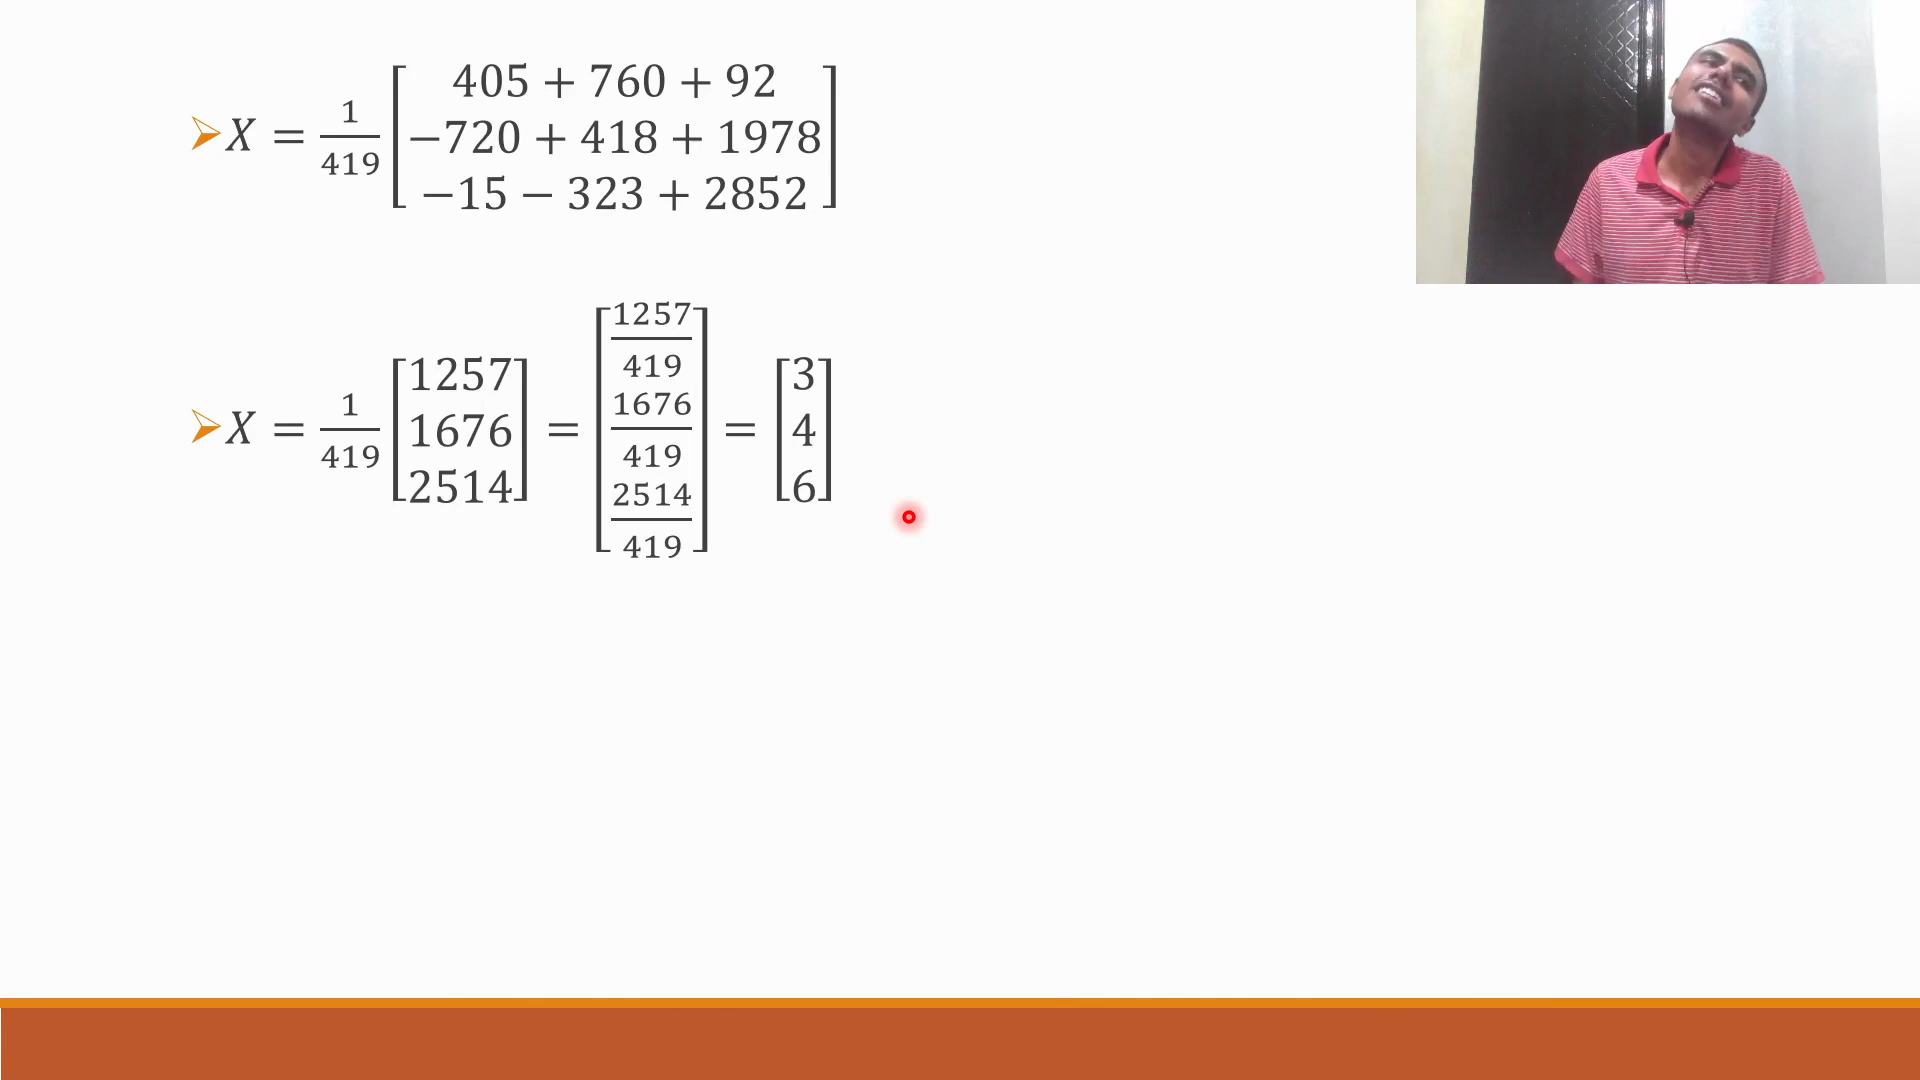 X = 1/419 [405 + 760 + 92
−720 + 418 + 1978
−15 − 323 + 2852]
X = 1/419 [1257
1676
2514] = [1257/419
1676/419
2514/419] = [3
4
6]